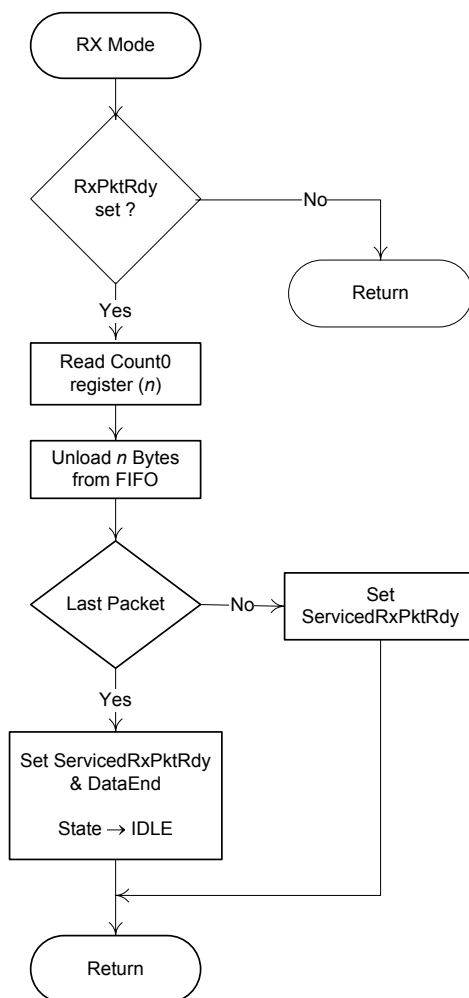 RX Mode
RxPktRdy
set ?
No
Return
Yes
Read Count0
register (n)
Unload n Bytes
from FIFO
Last Packet
No
Set
ServicedRxPktRdy
Yes
Set ServicedRxPktRdy
& DataEnd
State → IDLE
Return